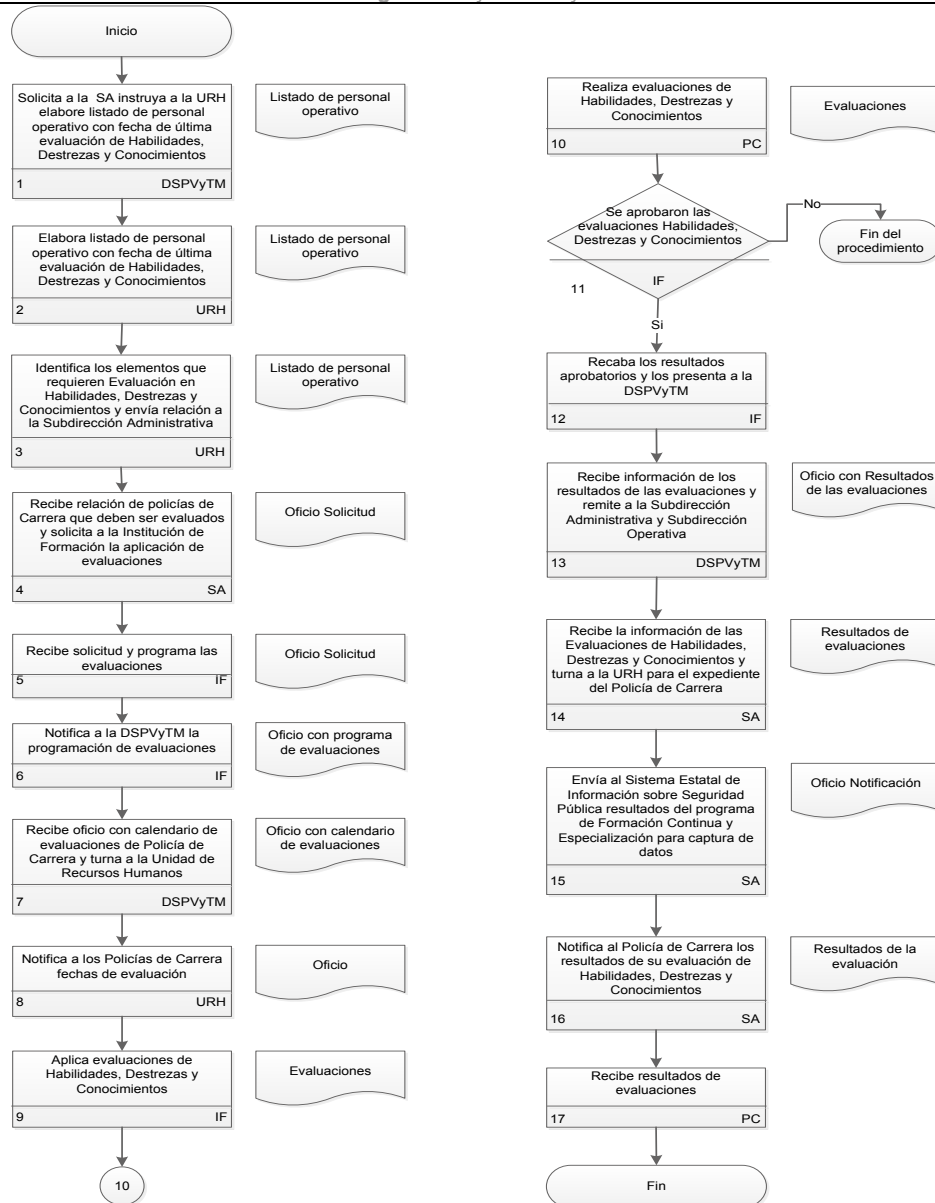 Inicio
Solicita a la SA instruya a la URH
elabore listado de personal
operativo con fecha de última
evaluación de Habilidades,
Destrezas y Conocimientos
1 DSPVyTM
Listado de personal
operativo
Elabora listado de personal
operativo con fecha de última
evaluación de Habilidades,
Destrezas y Conocimientos
2 URH
Listado de personal
operativo
Identifica los elementos que
requieren Evaluación en
Habilidades, Destrezas y
Conocimientos y envía relación a
la Subdirección Administrativa
3 URH
Listado de personal
operativo
Recibe relación de policías de
Carrera que deben ser evaluados
y solicita a la Institución de
Formación la aplicación de
evaluaciones
4 SA
Oficio Solicitud
Recibe solicitud y programa las
evaluaciones
5 IF
Oficio Solicitud
Notifica a la DSPVyTM la
programación de evaluaciones
6 IF
Oficio con programa
de evaluaciones
Recibe oficio con calendario de
evaluaciones de Policía de
Carrera y turna a la Unidad de
Recursos Humanos
7 DSPVyTM
Oficio con calendario
de evaluaciones
Notifica a los Policías de Carrera
fechas de evaluación
8 URH
Oficio
Aplica evaluaciones de
Habilidades, Destrezas y
Conocimientos
9 IF
Evaluaciones
10
Realiza evaluaciones de
Habilidades, Destrezas y
Conocimientos
10 PC
Evaluaciones
Se aprobaron las
evaluaciones Habilidades,
Destrezas y Conocimientos
11 IF
No
Fin del
procedimiento
Si
Recaba los resultados
aprobatorios y los presenta a la
DSPVyTM
12 IF
Recibe información de los
resultados de las evaluaciones y
remite a la Subdirección
Administrativa y Subdirección
Operativa
13 DSPVyTM
Oficio con Resultados
de las evaluaciones
Recibe la información de las
Evaluaciones de Habilidades,
Destrezas y Conocimientos y
turna a la URH para el expediente
del Policía de Carrera
14 SA
Resultados de
evaluaciones
Envía al Sistema Estatal de
Información sobre Seguridad
Pública resultados del programa
de Formación Continua y
Especialización para captura de
datos
15 SA
Oficio Notificación
Notifica al Policía de Carrera los
resultados de su evaluación de
Habilidades, Destrezas y
Conocimientos
16 SA
Resultados de la
evaluación
Recibe resultados de
evaluaciones
17 PC
Fin